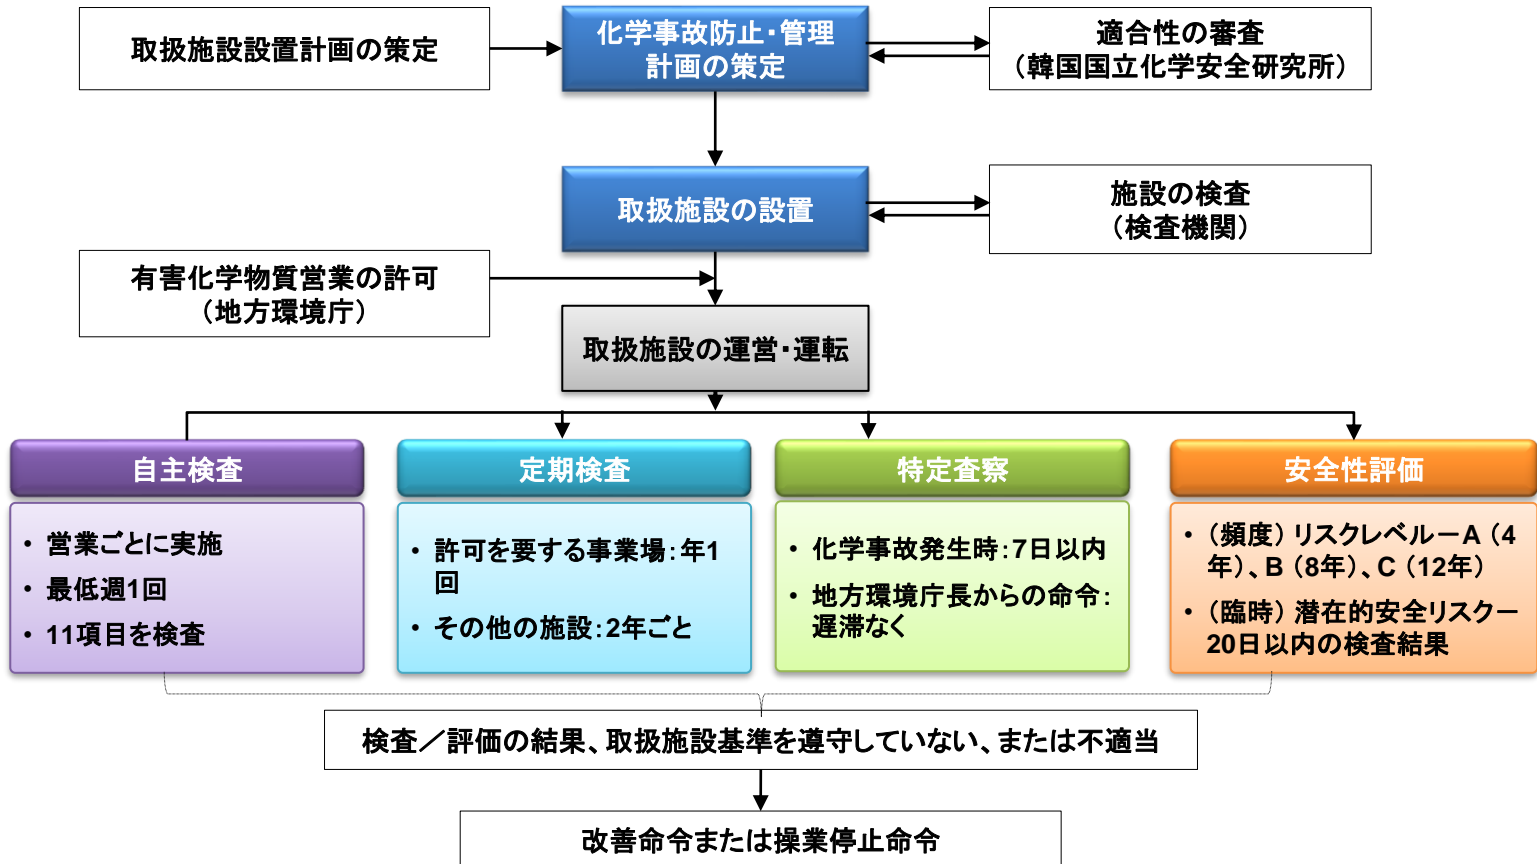 取扱施設設置計画の策定
化学事故防止・管理
計画の策定
適合性の審査
（韓国国立化学安全研究所）
取扱施設の設置
施設の検査
（検査機関）
有害化学物質営業の許可
（地方環境庁）
取扱施設の運営・運転
自主検査
• 営業ごとに実施
• 最低週1回
• 11項目を検査
定期検査
• 許可を要する事業場：年1
回
• その他の施設：2年ごと
特定査察
• 化学事故発生時：7日以内
• 地方環境庁長からの命令：
遅滞なく
安全性評価
• （頻度） リスクレベルーA （4
年）、B （8年）、C （12年）
• （臨時） 潜在的安全リスクー
20日以内の検査結果
検査／評価の結果、取扱施設基準を遵守していない、または不適当
改善命令または操業停止命令